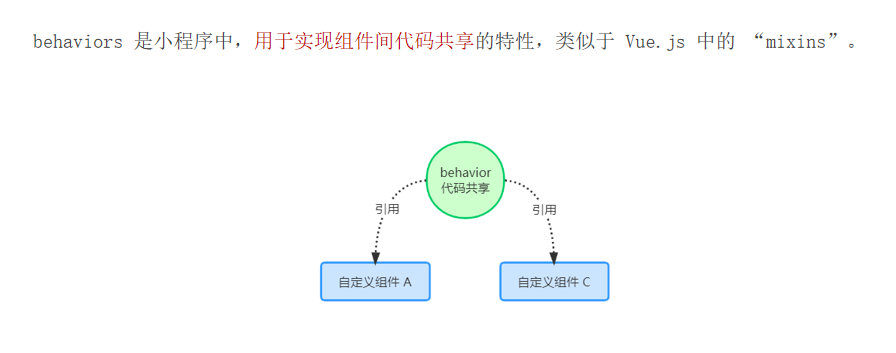 behaviors 是小程序中，用于实现组件间代码共享的特性，类似于 Vue.js 中的 “mixins”。
behavior
代码共享
引用
引用
自定义组件 A
自定义组件 C